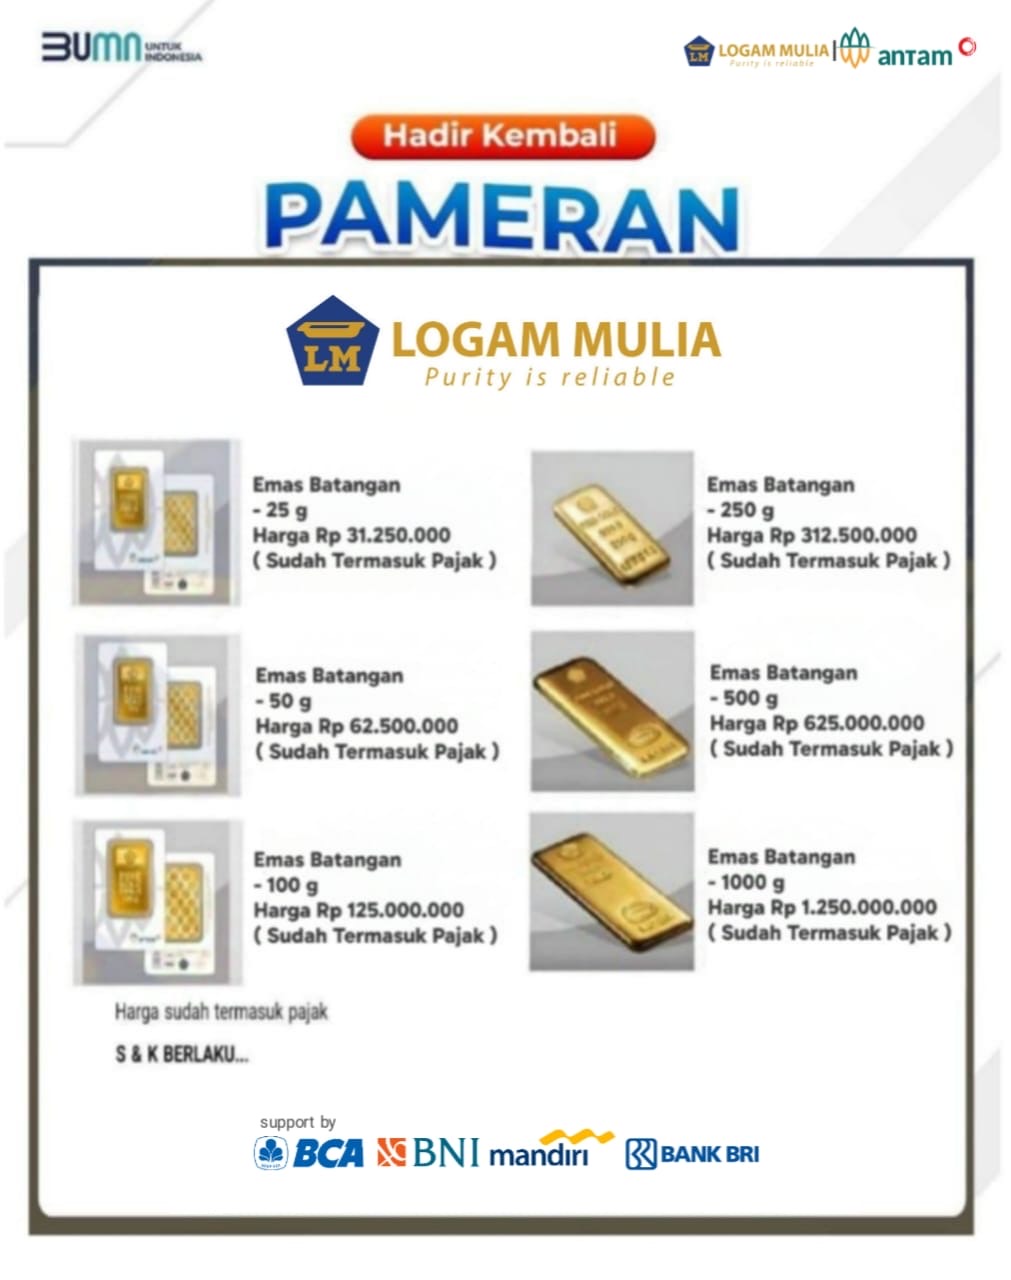 BUMN UNTUK INDONESIA
LM LOGAM MULIA | antam
Purity is reliable
Hadir Kembali
PAMERAN
LM LOGAM MULIA
Purity is reliable
Emas Batangan
- 25 g
Harga Rp 31.250.000
( Sudah Termasuk Pajak )
Emas Batangan
- 250 g
Harga Rp 312.500.000
( Sudah Termasuk Pajak )
Emas Batangan
- 50 g
Harga Rp 62.500.000
( Sudah Termasuk Pajak )
Emas Batangan
- 500 g
Harga Rp 625.000.000
( Sudah Termasuk Pajak )
Emas Batangan
- 100 g
Harga Rp 125.000.000
( Sudah Termasuk Pajak )
Emas Batangan
- 1000 g
Harga Rp 1.250.000.000
( Sudah Termasuk Pajak )
Harga sudah termasuk pajak
S & K BERLAKU...
support by
BCA BNI mandiri BANK BRI